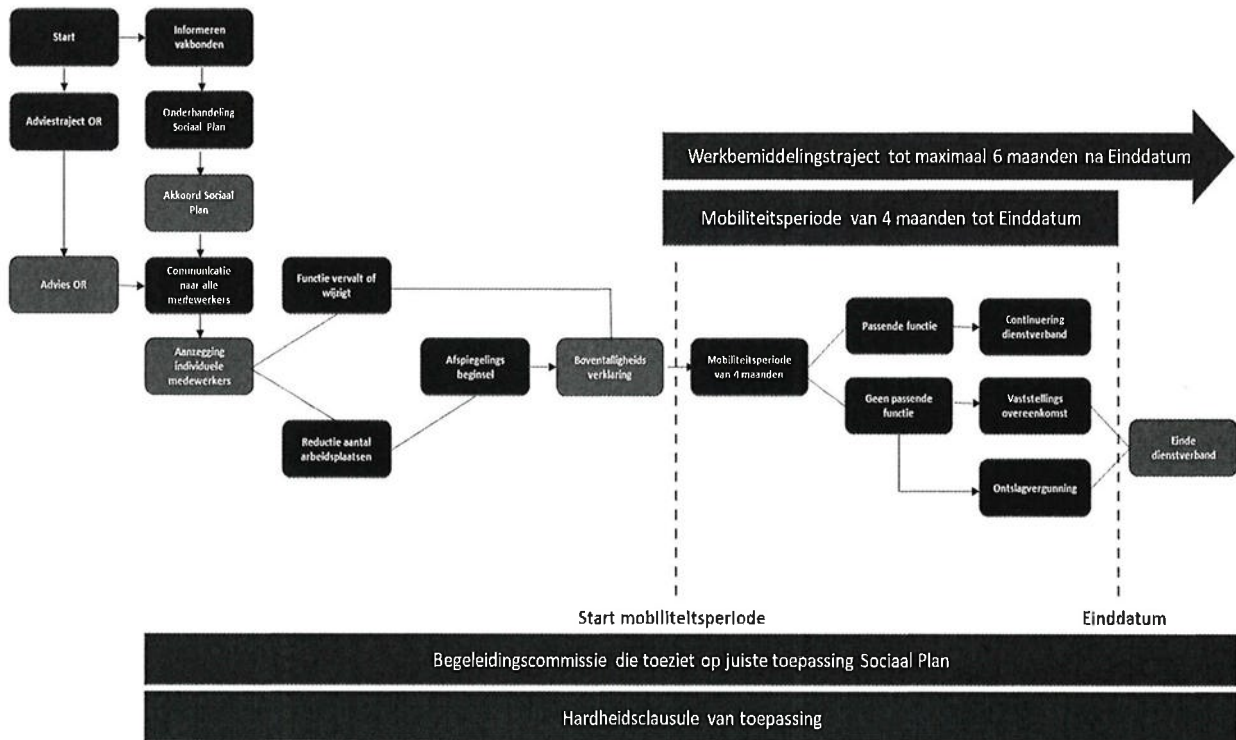 Start
Informeren
vakbonden
Adviestraject OR
Onderhandeling
Sociaal Plan
Akkoord Sociaal
Plan
Advies OR
Communicatie
naar alle
medewerkers
Aanzegging
individuele
medewerkers
Functie vervalt of
wijzigt
Reductie aantal
arbeidsplaatsen
Afspiegelings
beginsel
Boventalligheids
verklaring
Werkbemiddelingstraject tot maximaal 6 maanden na Einddatum
Mobiliteitsperiode van 4 maanden tot Einddatum
Mobiliteitsperiode
van 4 maanden
Passende functie
Continuering
dienstverband
Geen passende
functie
Vaststellings
overeenkomst
Ontslagvergunning
Einde
dienstverband
Start mobiliteitsperiode
Einddatum
Begeleidingscommissie die toeziet op juiste toepassing Sociaal Plan
Hardheidsclausule van toepassing